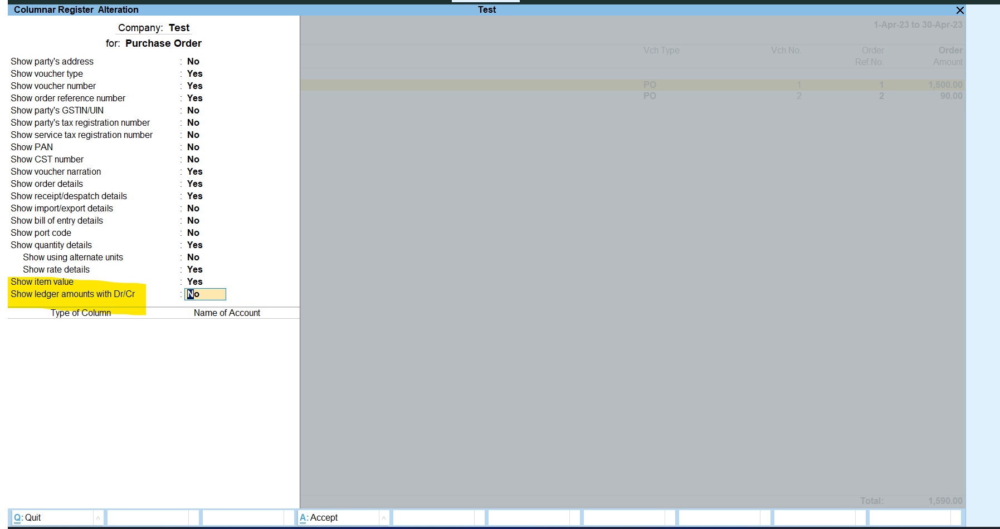 Columnar Register Alteration Test
Company: Test
for: Purchase Order
Show party's address : No
Show voucher type : Yes
Show voucher number : Yes
Show order reference number : Yes
Show party's GSTIN/UIN : No
Show party's tax registration number : No
Show service tax registration number : No
Show PAN : No
Show CST number : No
Show voucher narration : Yes
Show order details : Yes
Show receipt/despatch details : Yes
Show import/export details : No
Show bill of entry details : No
Show port code : No
Show quantity details : Yes
Show using alternate units : No
Show rate details : Yes
Show item value : Yes
Show ledger amounts with Dr/Cr : No
Type of Column Name of Account
1-Apr-23 to 30-Apr-23
Vch Type Vch No. Order Order
Ref.No. Amount
PO 1 1 1,500.00
PO 2 2 90.00
Total: 1,590.00
Q: Quit ^ A: Accept ^